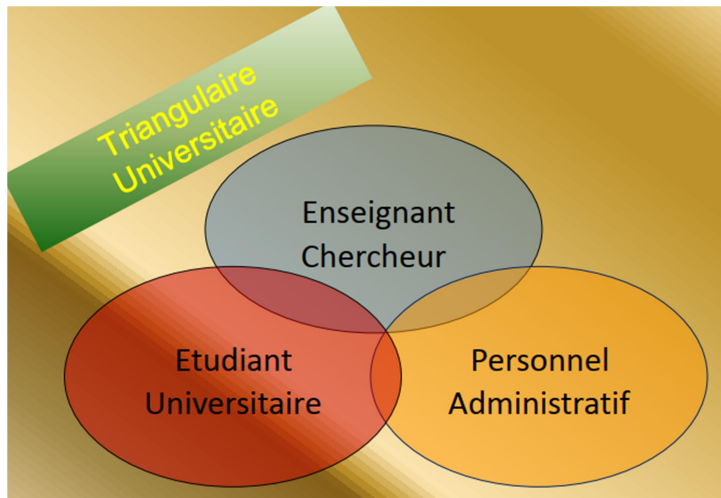 Triangulaire
Universitaire
Enseignant
Chercheur
Etudiant
Universitaire
Personnel
Administratif